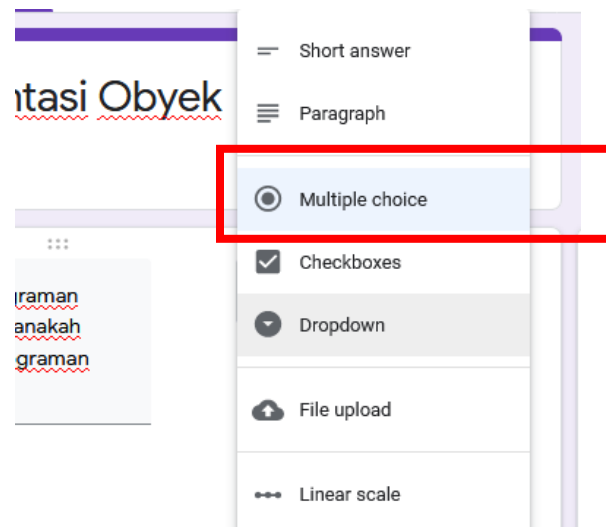 ntasi Obyek
graman
anakah
graman
Short answer
Paragraph
Multiple choice
Checkboxes
Dropdown
File upload
Linear scale